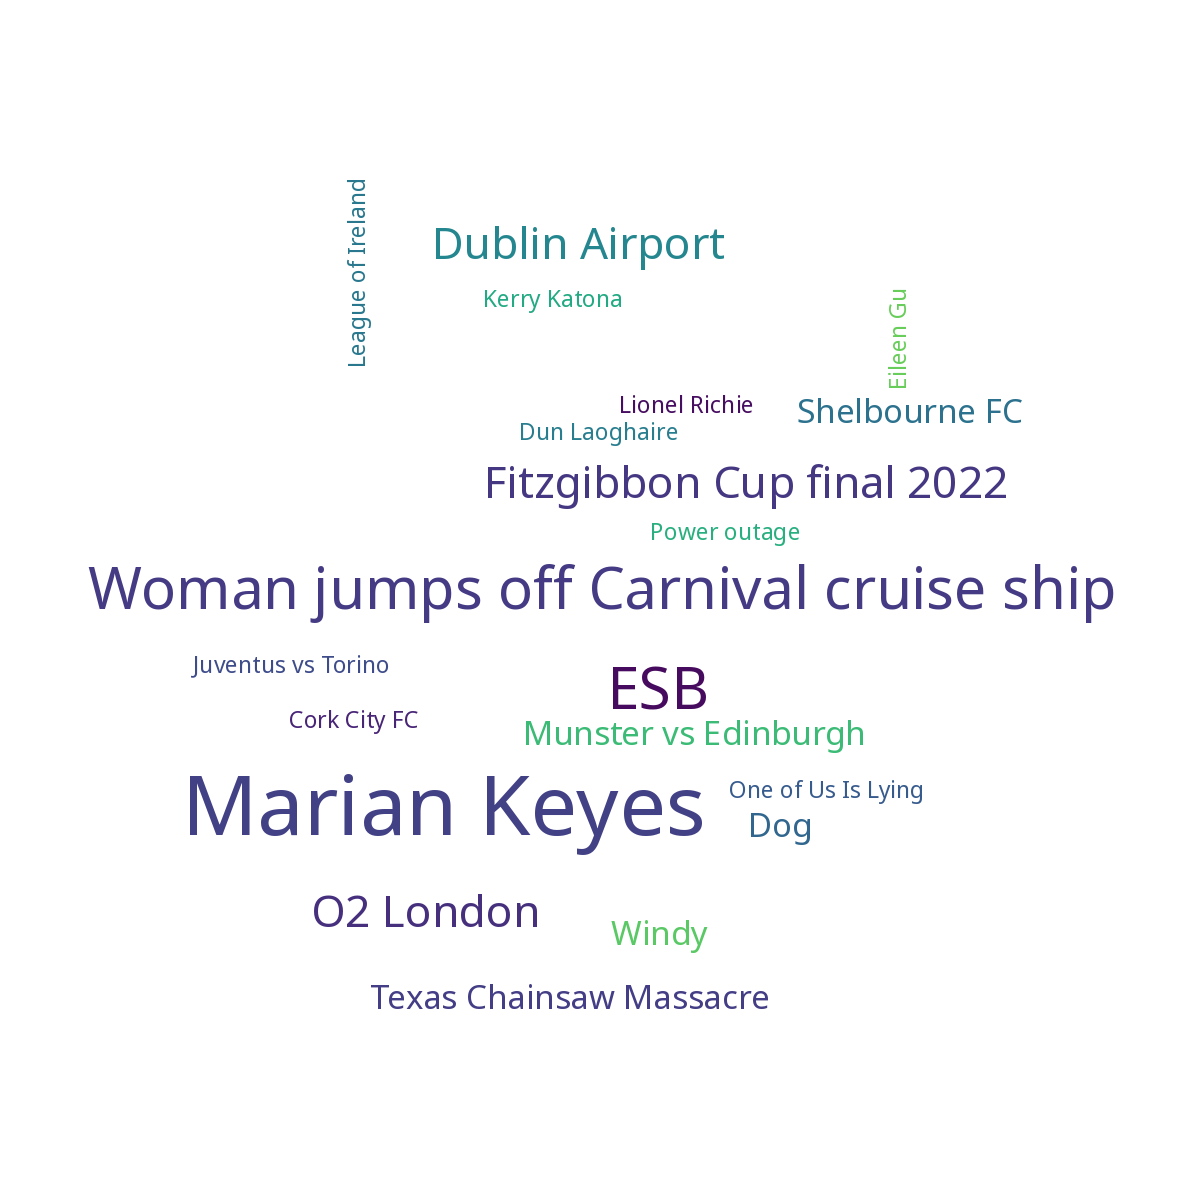 League of Ireland
Dublin Airport
Kerry Katona
Eileen Gu
Lionel Richie
Shelbourne FC
Dun Laoghaire
Fitzgibbon Cup final 2022
Power outage
Woman jumps off Carnival cruise ship
Juventus vs Torino
ESB
Cork City FC
Munster vs Edinburgh
Marian Keyes
One of Us Is Lying
Dog
O2 London
Windy
Texas Chainsaw Massacre